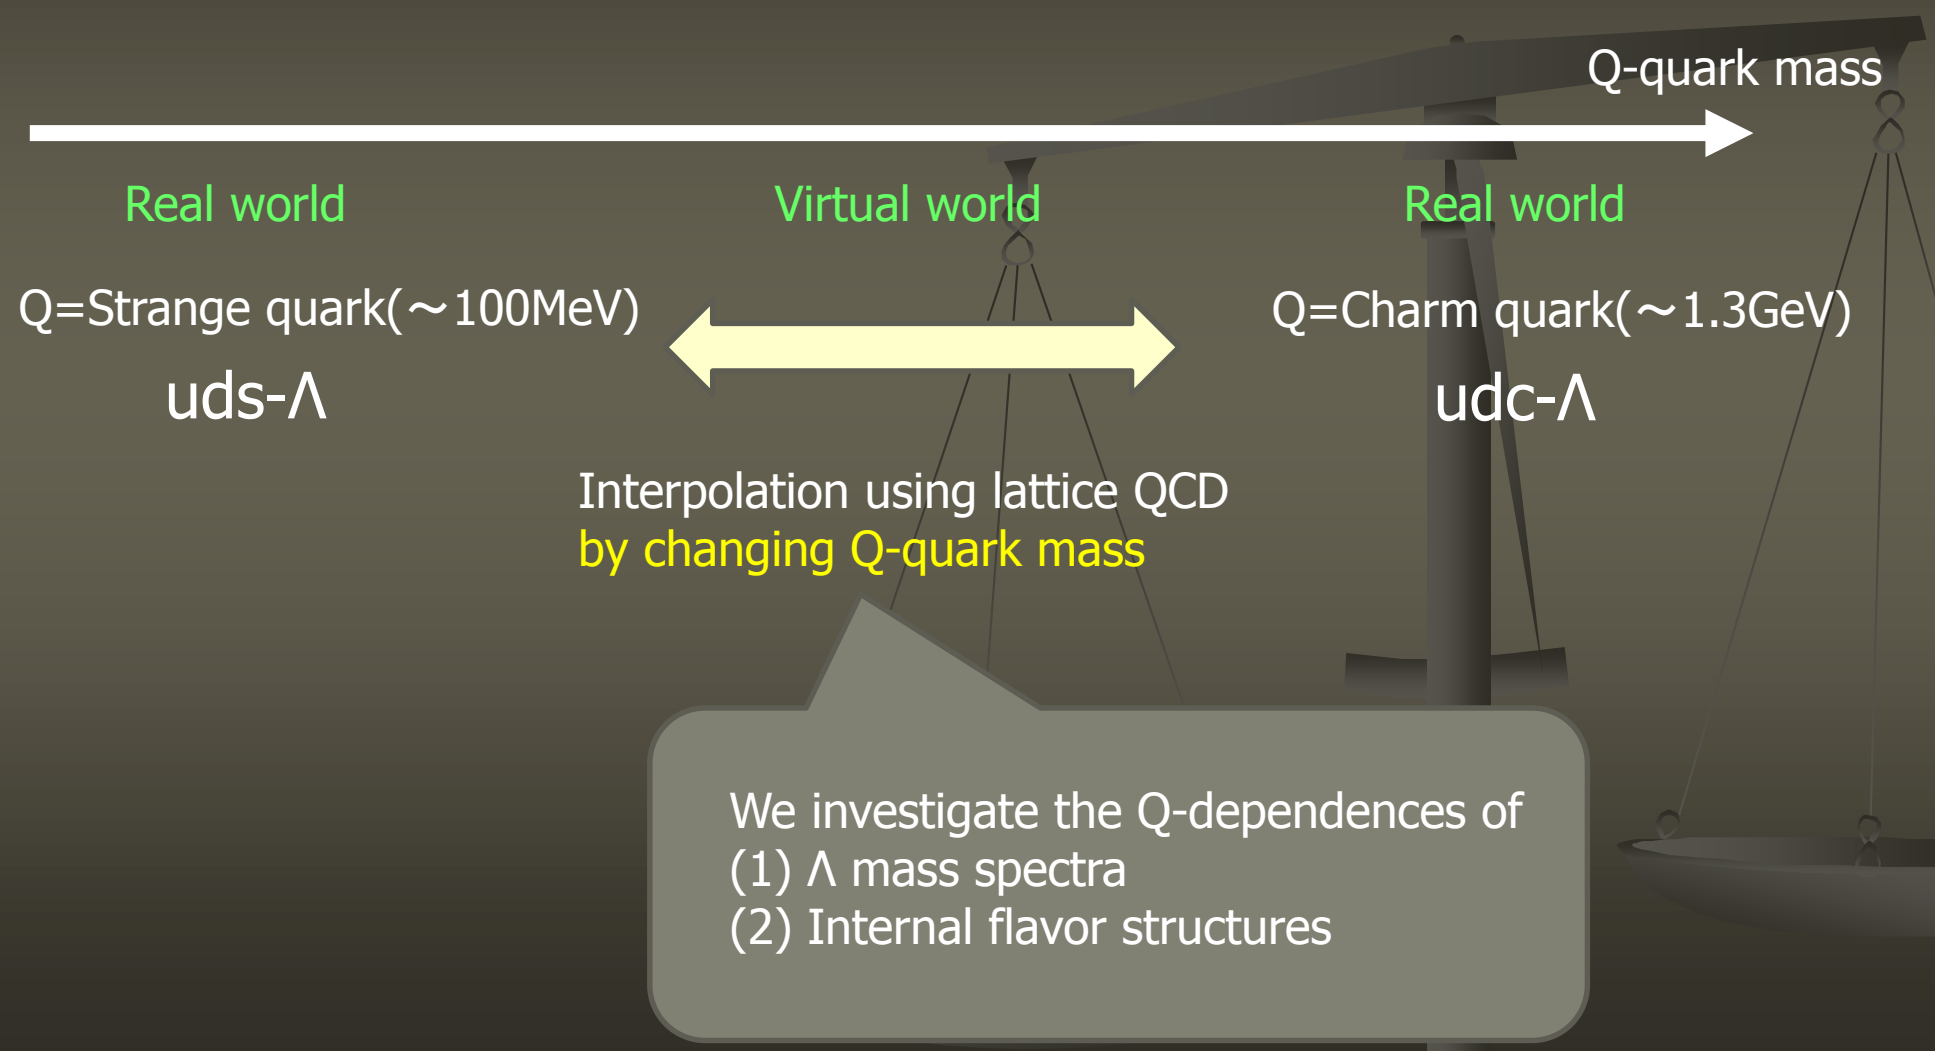 Q-quark mass
Real world
Virtual world
Real world
Q=Strange quark(～100MeV)
Q=Charm quark(～1.3GeV)
uds-Λ
udc-Λ
Interpolation using lattice QCD
by changing Q-quark mass
We investigate the Q-dependences of
(1) Λ mass spectra
(2) Internal flavor structures